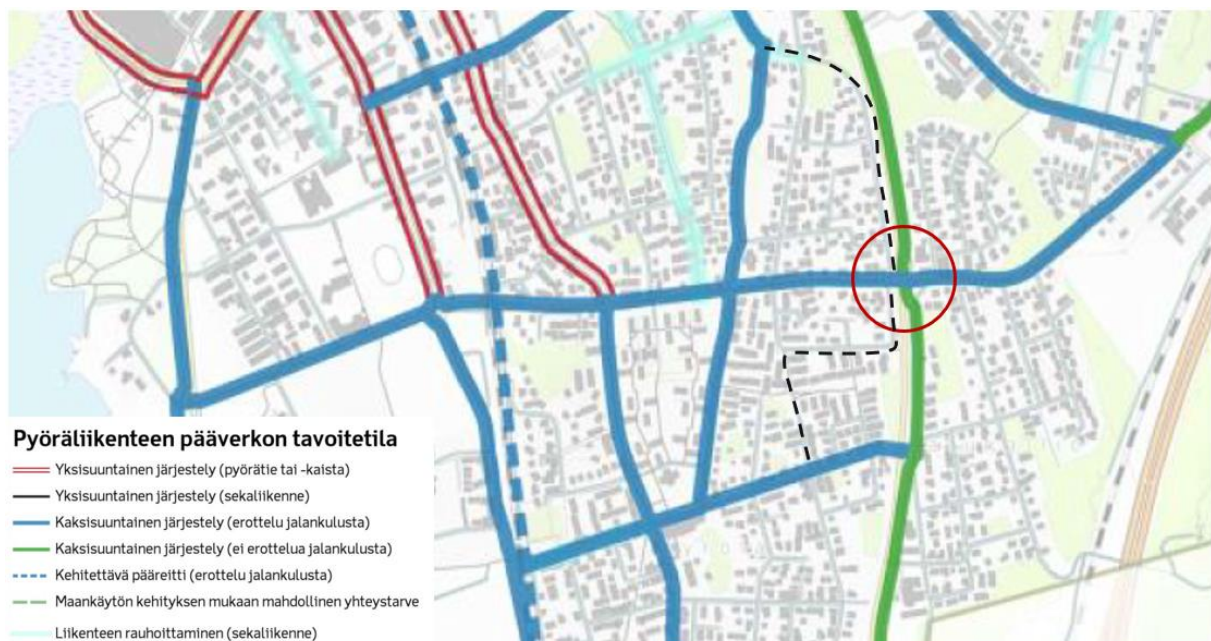 Pyöräliikenteen pääverkon tavoitetila
Yksisuuntainen järjestely (pyörätie tai -kaista)
Yksisuuntainen järjestely (sekaliikenne)
Kaksisuuntainen järjestely (erottelu jalankulusta)
Kaksisuuntainen järjestely (ei erottelua jalankulusta)
Kehitettävä pääreitti (erottelu jalankulusta)
Maankäytön kehityksen mukaan mahdollinen yhteystarve
Liikenteen rauhoittaminen (sekaliikenne)